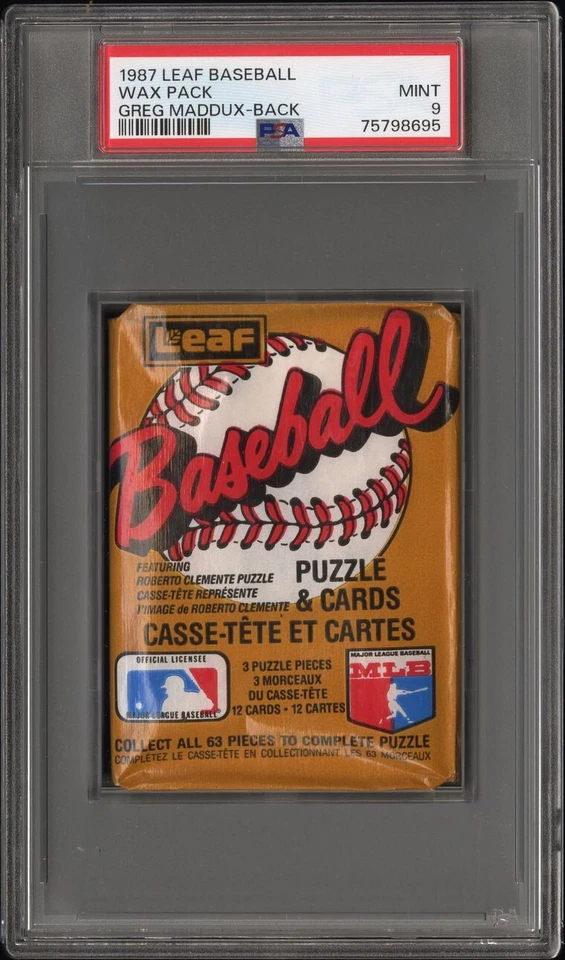 1987 LEAF BASEBALL
WAX PACK MINT
GREG MADDUX-BACK 9
PSA 75798695
Leaf
Baseball
FEATURING
ROBERTO CLEMENTE PUZZLE
CASSE-TÊTE REPRÉSENTE
l'IMAGE de ROBERTO CLEMENTE
PUZZLE
& CARDS
CASSE-TÊTE ET CARTES
OFFICIAL LICENSEE
MAJOR LEAGUE BASEBALL
3 PUZZLE PIECES
3 MORCEAUX
DU CASSE-TÊTE
12 CARDS • 12 CARTES
MAJOR LEAGUE BASEBALL
MLB
COLLECT ALL 63 PIECES TO COMPLETE PUZZLE
COMPLÉTEZ LE CASSE-TÊTE EN COLLECTIONNANT LES 63 MORCEAUX